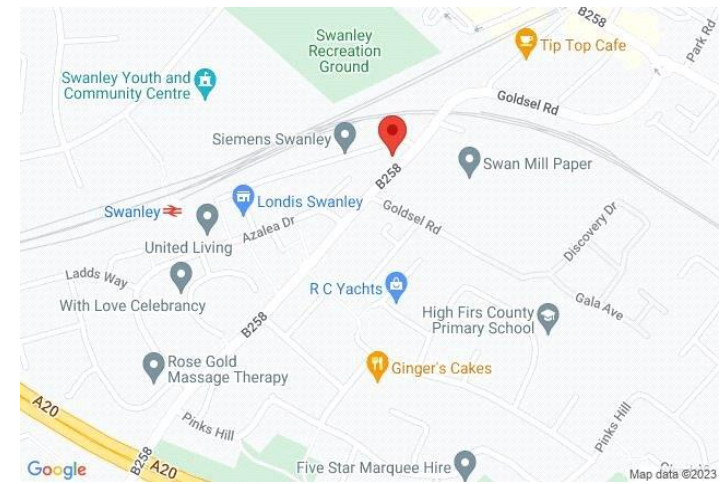 B258
Park Rd
Swanley
Recreation
Ground
Tip Top Cafe
Swanley Youth and
Community Centre
Goldsel Rd
Siemens Swanley
Swan Mill Paper
B258
Londis Swanley
Swanley
Goldsel Rd
Azalea Dr
United Living
Discovery Dr
Ladds Way
With Love Celebrancy
R C Yachts
Gala Ave
High Firs County
Primary School
B258
Rose Gold
Massage Therapy
Ginger's Cakes
A20
Pinks Hill
Pinks Hill
B258
A20
Google
Five Star Marquee Hire
Map data ©2023